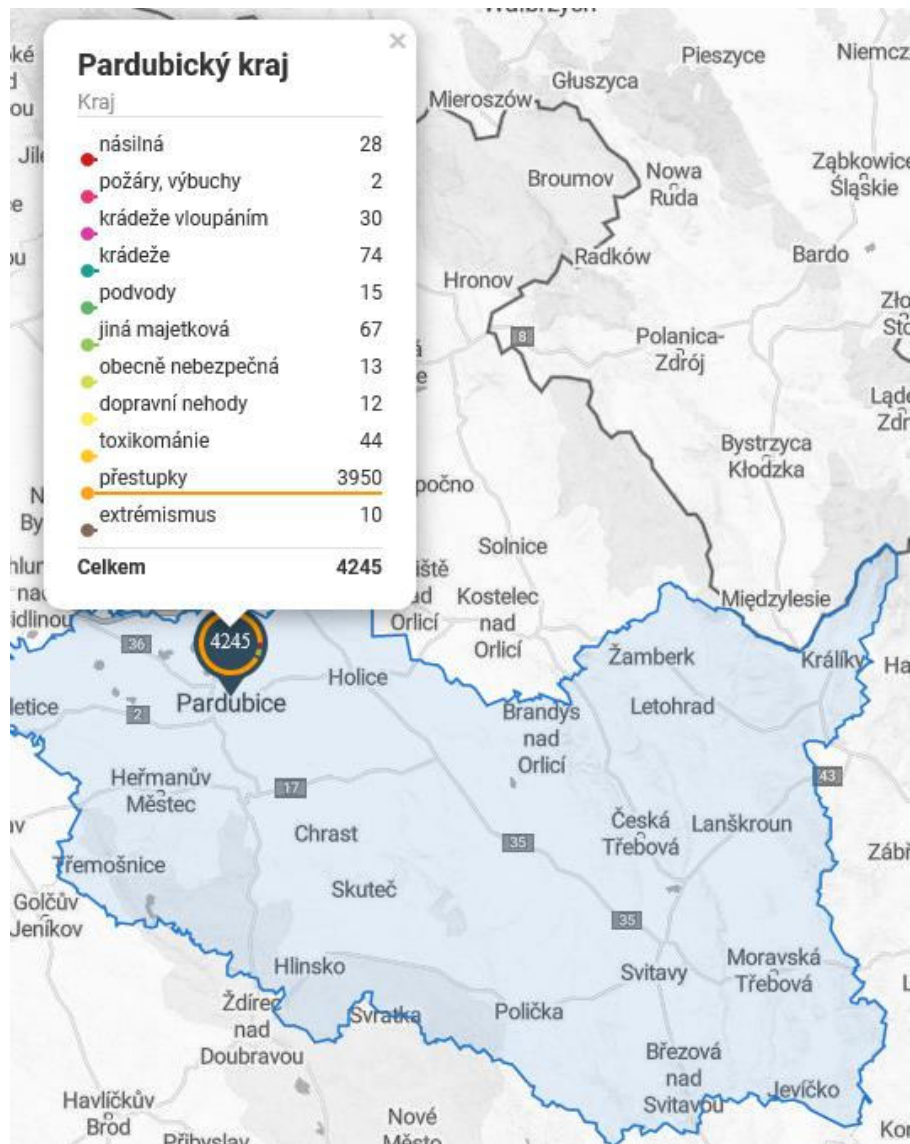 Pardubický kraj
×
Kraj
násilná 28
požáry, výbuchy 2
krádeže vloupáním 30
krádeže 74
podvody 15
jiná majetková 67
obecně nebezpečná 13
dopravní nehody 12
toxikománie 44
přestupky 3950
extrémismus 10
Celkem 4245
Pieszyce
Głuszyca
Mieroszów
Broumov
Nowa
Ruda
Ząbkowice
Śląskie
Radków
Bardo
Hronov
8
Polanica-
Zdrój
Bystrzyca
Kłodzka
Solnice
Kostelec
nad
Orlicí
Orlicí
Międzylesie
4245
36
Žamberk
Králíky
Holice
Pardubice
2
Letohrad
Brandýs
nad
Orlicí
Heřmanův
Městec
17
43
Chrast
35
Česká
Třebová
Lanškroun
Třemošnice
Skuteč
Golčův
Jeníkov
35
Hlinsko
Svitavy
Moravská
Třebová
Ždírec
nad
Doubravou
Svratka
Polička
Březová
nad
Svitavou
Jevíčko
Havlíčkův
Brod
Přibyslav
Nové
Město